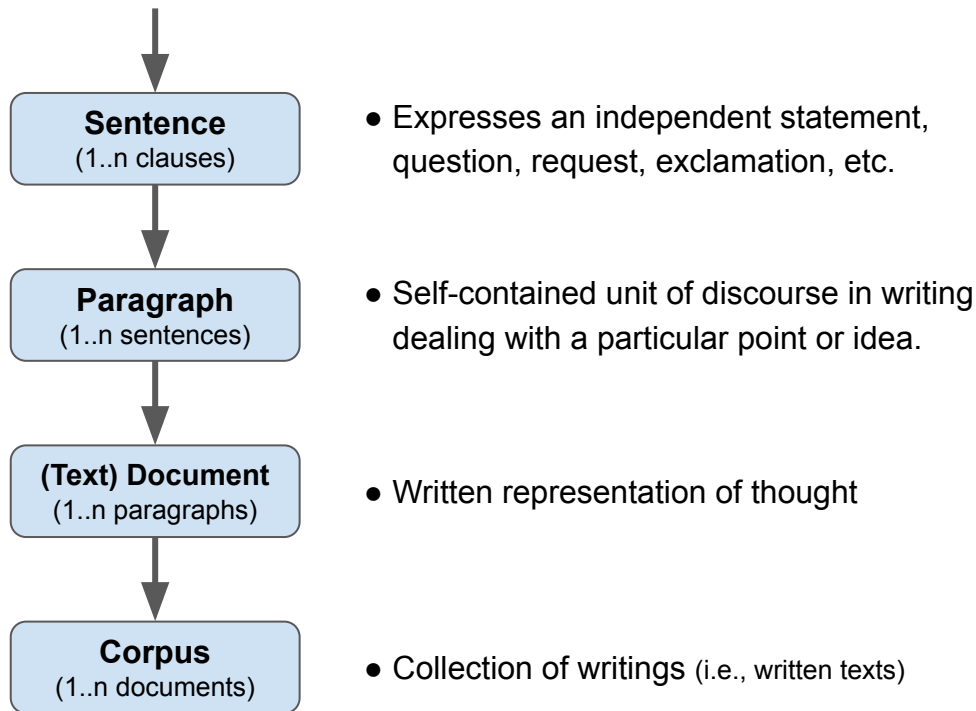 Sentence
(1..n clauses)
● Expresses an independent statement,
question, request, exclamation, etc.
Paragraph
(1..n sentences)
● Self-contained unit of discourse in writing
dealing with a particular point or idea.
(Text) Document
(1..n paragraphs)
● Written representation of thought
Corpus
(1..n documents)
● Collection of writings (i.e., written texts)